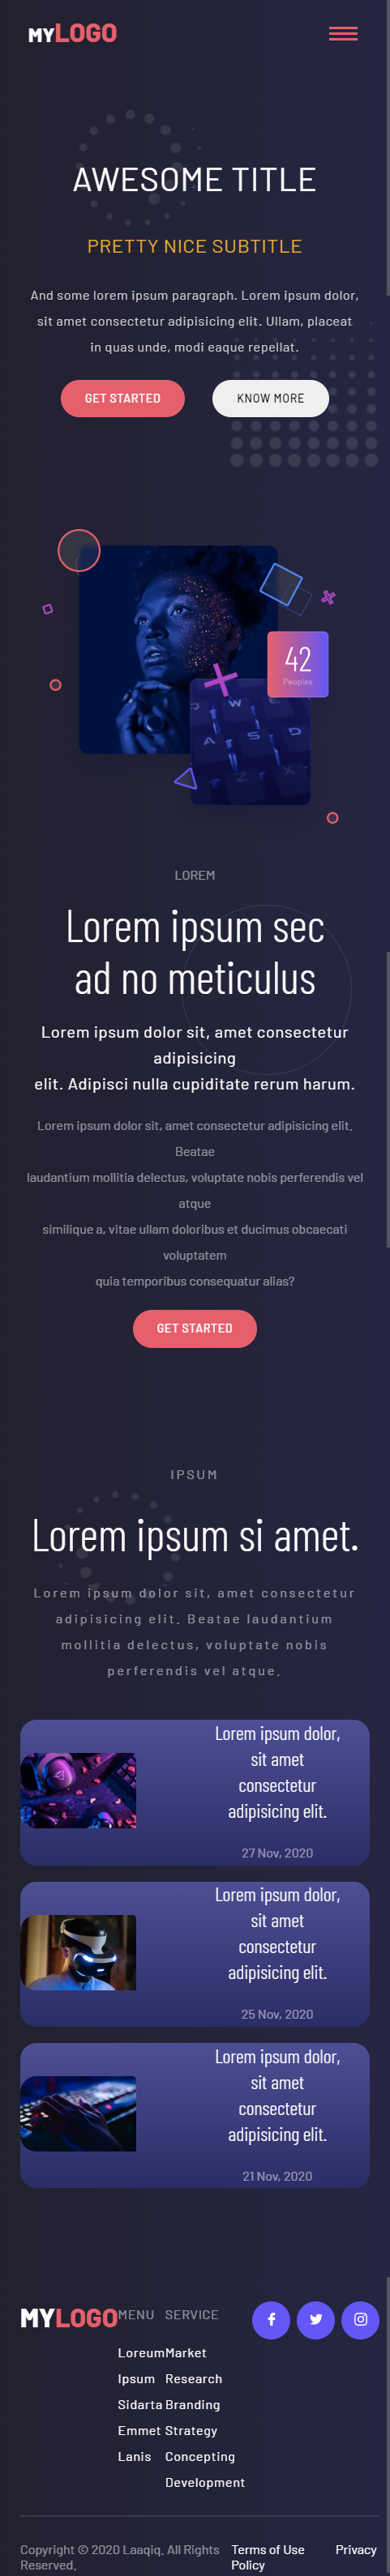 MYLOGO
AWESOME TITLE
PRETTY NICE SUBTITLE
And some lorem ipsum paragraph. Lorem ipsum dolor,
sit amet consectetur adipisicing elit. Ullam, placeat
in quas unde, modi eaque repellat.
GET STARTED
KNOW MORE
42
Peoples
W E
A S D
Z X
LOREM
Lorem ipsum sec
ad no meticulus
Lorem ipsum dolor sit, amet consectetur
adipisicing
elit. Adipisci nulla cupiditate rerum harum.
Lorem ipsum dolor sit, amet consectetur adipisicing elit.
Beatae
laudantium mollitia delectus, voluptate nobis perferendis vel
atque
similique a, vitae ullam doloribus et ducimus obcaecati
voluptatem
quia temporibus consequatur alias?
GET STARTED
IPSUM
Lorem ipsum si amet.
Lorem ipsum dolor sit, amet consectetur
adipisicing elit. Beatae laudantium
mollitia delectus, voluptate nobis
perferendis vel atque.
Lorem ipsum dolor,
sit amet
consectetur
adipisicing elit.
27 Nov, 2020
Lorem ipsum dolor,
sit amet
consectetur
adipisicing elit.
25 Nov, 2020
Lorem ipsum dolor,
sit amet
consectetur
adipisicing elit.
21 Nov, 2020
MYLOGO
MENU
Loreum
Ipsum
Sidarta
Emmet
Lanis
SERVICE
Market
Research
Branding
Strategy
Concepting
Development
Copyright © 2020 Laaqiq. All Rights
Reserved.
Terms of Use
Policy
Privacy